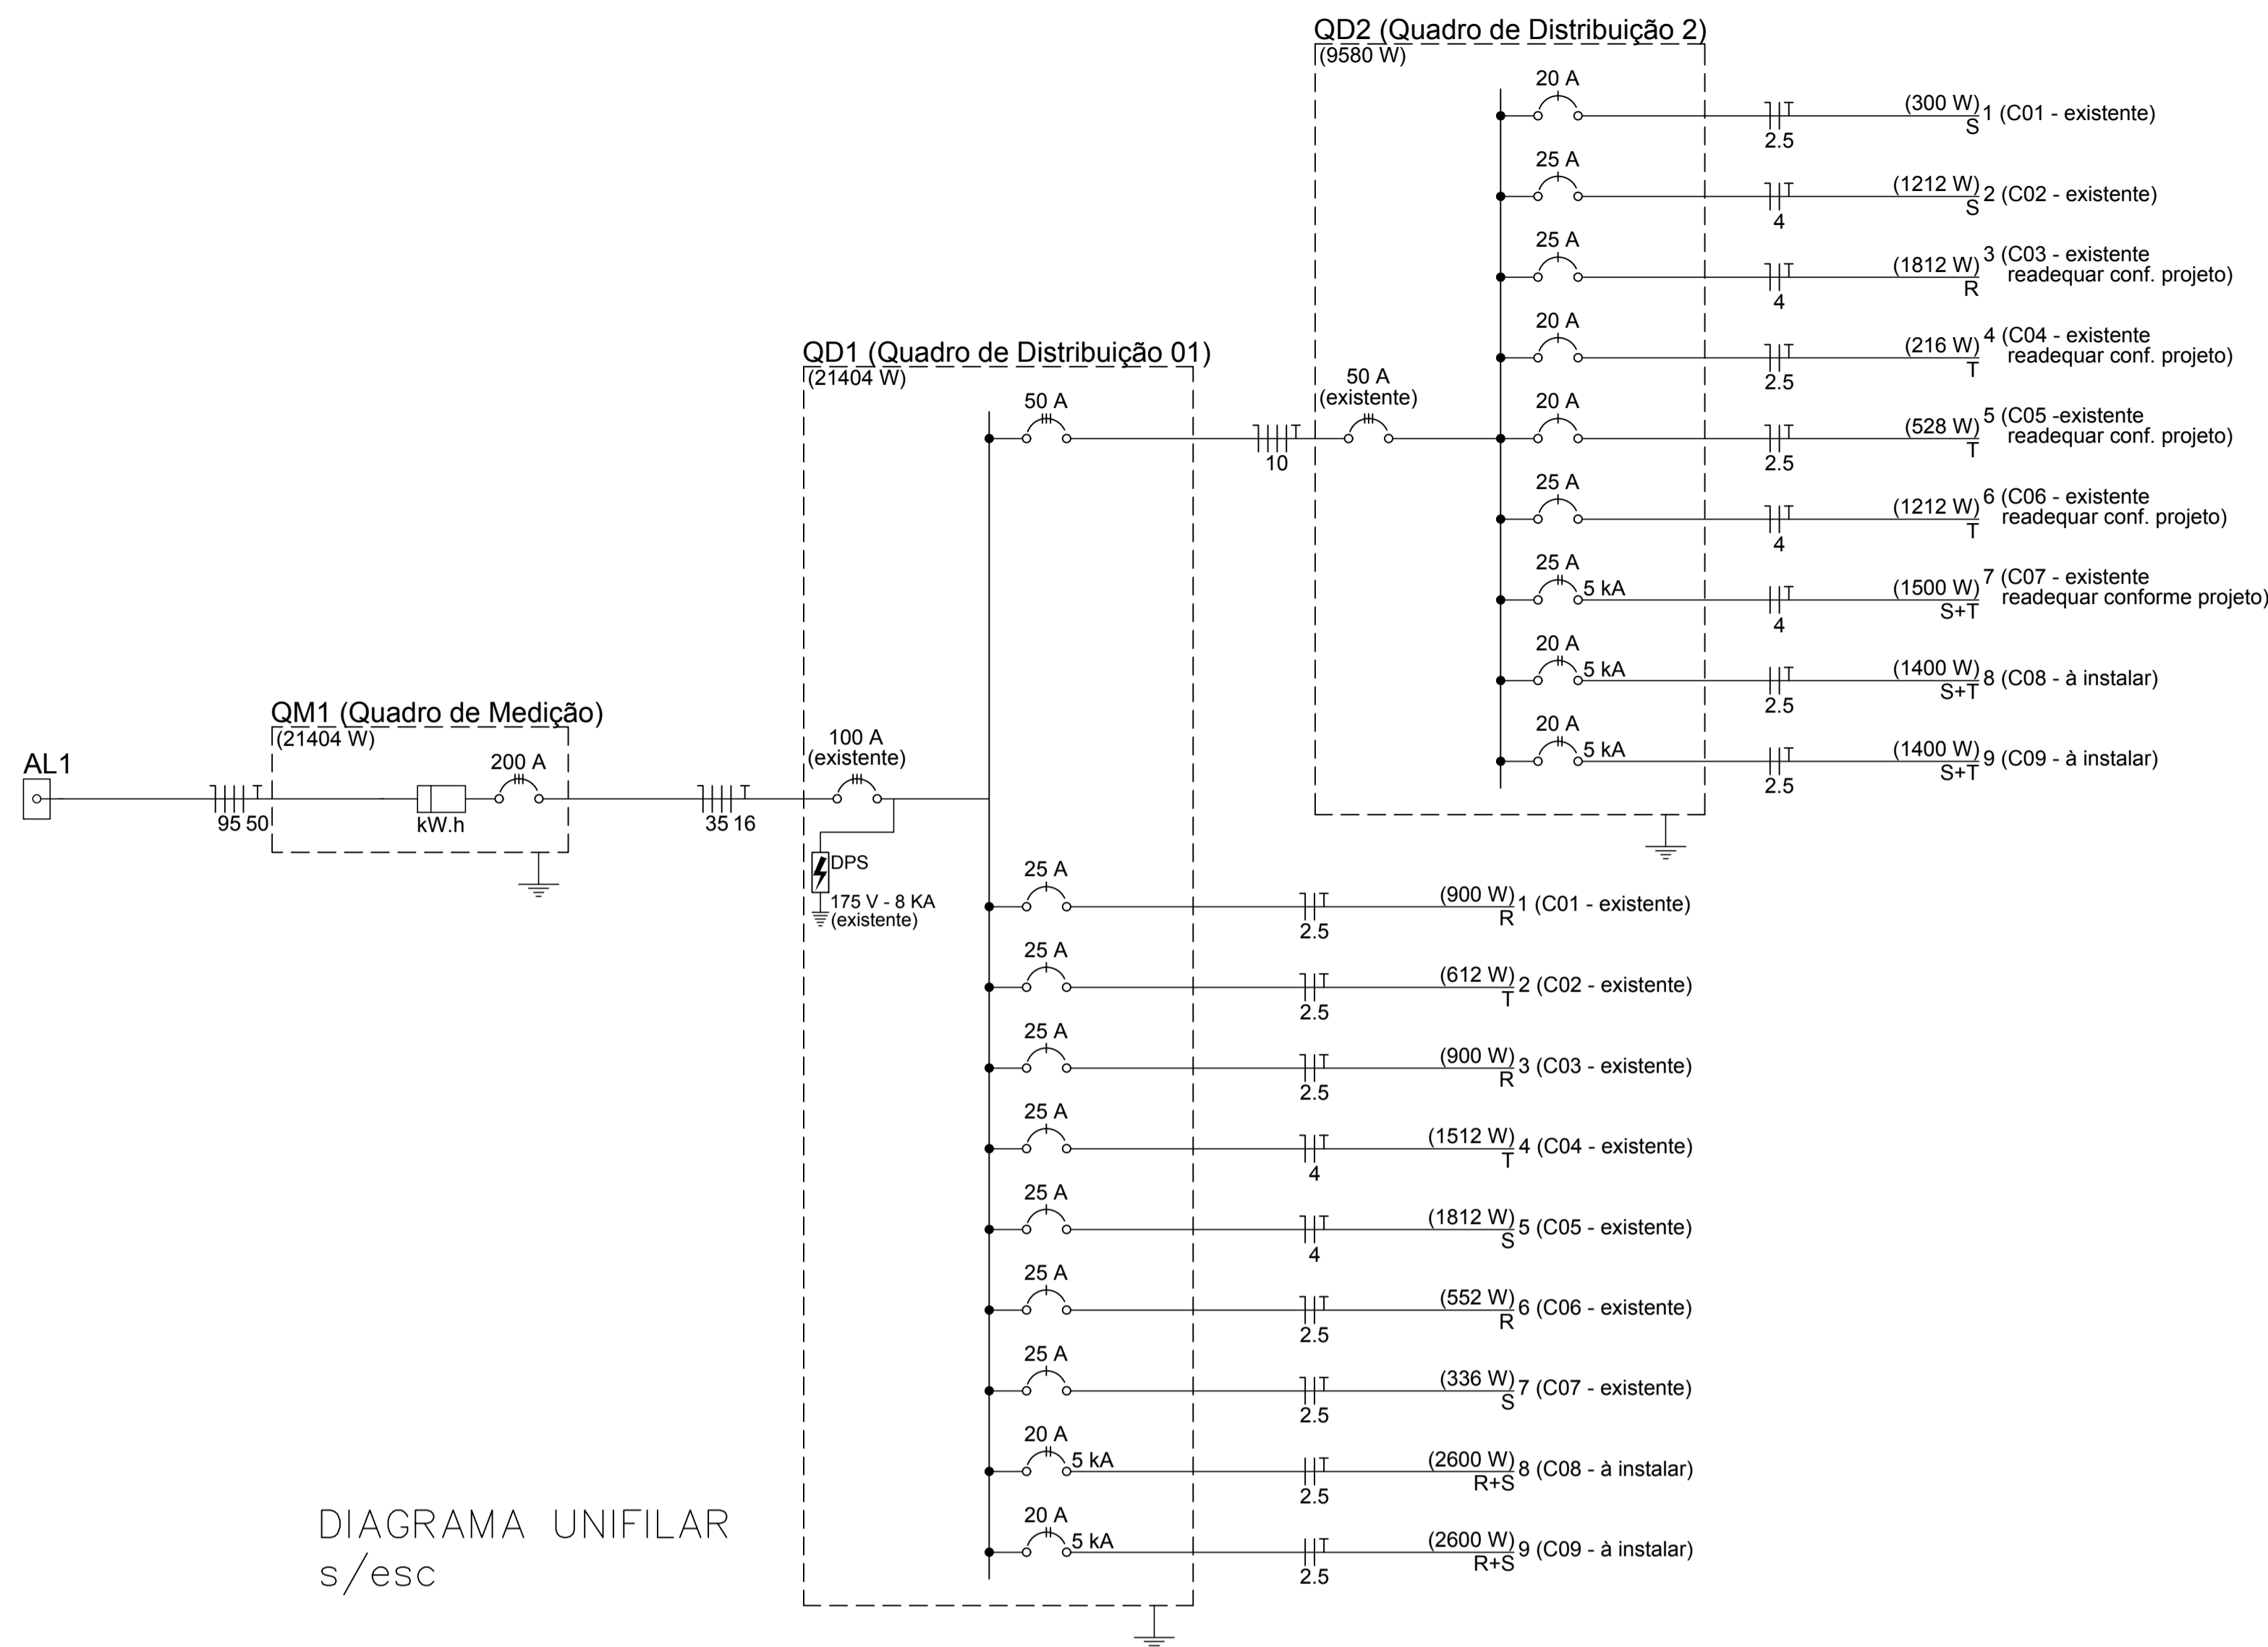 QD2 (Quadro de Distribuição 2)
(9580 W)
20 A
2.5
(300 W)
S
1 (C01 - existente)
25 A
4
(1212 W)
S
2 (C02 - existente)
25 A
4
(1812 W)
R
3 (C03 - existente
readequar conf. projeto)
20 A
2.5
(216 W)
T
4 (C04 - existente
readequar conf. projeto)
20 A
2.5
(528 W)
T
5 (C05 -existente
readequar conf. projeto)
25 A
4
(1212 W)
T
6 (C06 - existente
readequar conf. projeto)
25 A
5 kA
4
(1500 W)
S+T
7 (C07 - existente
readequar conforme projeto)
20 A
5 kA
2.5
(1400 W)
S+T
8 (C08 - à instalar)
20 A
5 kA
2.5
(1400 W)
S+T
9 (C09 - à instalar)
50 A
(existente)
10
QD1 (Quadro de Distribuição 01)
(21404 W)
50 A
QM1 (Quadro de Medição)
(21404 W)
AL1
95 50
kW.h
200 A
35 16
100 A
(existente)
DPS
175 V - 8 KA
(existente)
25 A
2.5
(900 W)
R
1 (C01 - existente)
25 A
2.5
(612 W)
T
2 (C02 - existente)
25 A
2.5
(900 W)
R
3 (C03 - existente)
25 A
4
(1512 W)
T
4 (C04 - existente)
25 A
4
(1812 W)
S
5 (C05 - existente)
25 A
2.5
(552 W)
R
6 (C06 - existente)
25 A
2.5
(336 W)
S
7 (C07 - existente)
20 A
5 kA
2.5
(2600 W)
R+S
8 (C08 - à instalar)
20 A
5 kA
2.5
(2600 W)
R+S
9 (C09 - à instalar)
DIAGRAMA UNIFILAR
s/esc